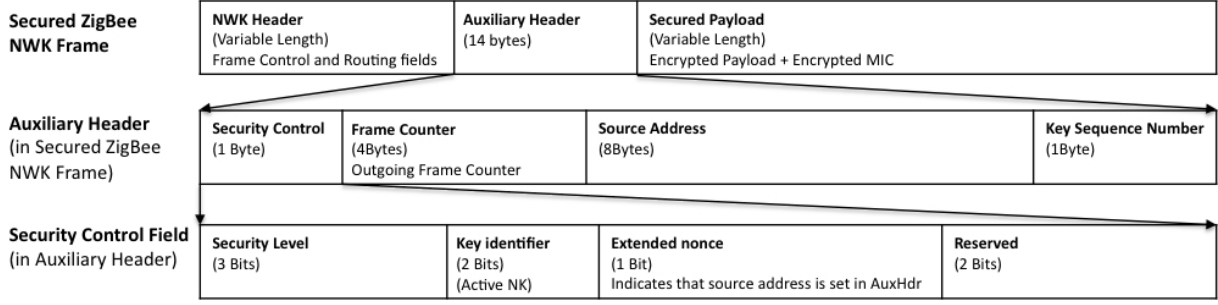 Secured ZigBee
NWK Frame
NWK Header
(Variable Length)
Frame Control and Routing fields
Auxiliary Header
(14 bytes)
Secured Payload
(Variable Length)
Encrypted Payload + Encrypted MIC
Auxiliary Header
(in Secured ZigBee
NWK Frame)
Security Control
(1 Byte)
Frame Counter
(4Bytes)
Outgoing Frame Counter
Source Address
(8Bytes)
Key Sequence Number
(1Byte)
Security Control Field
(in Auxiliary Header)
Security Level
(3 Bits)
Key identifier
(2 Bits)
(Active NK)
Extended nonce
(1 Bit)
Indicates that source address is set in AuxHdr
Reserved
(2 Bits)